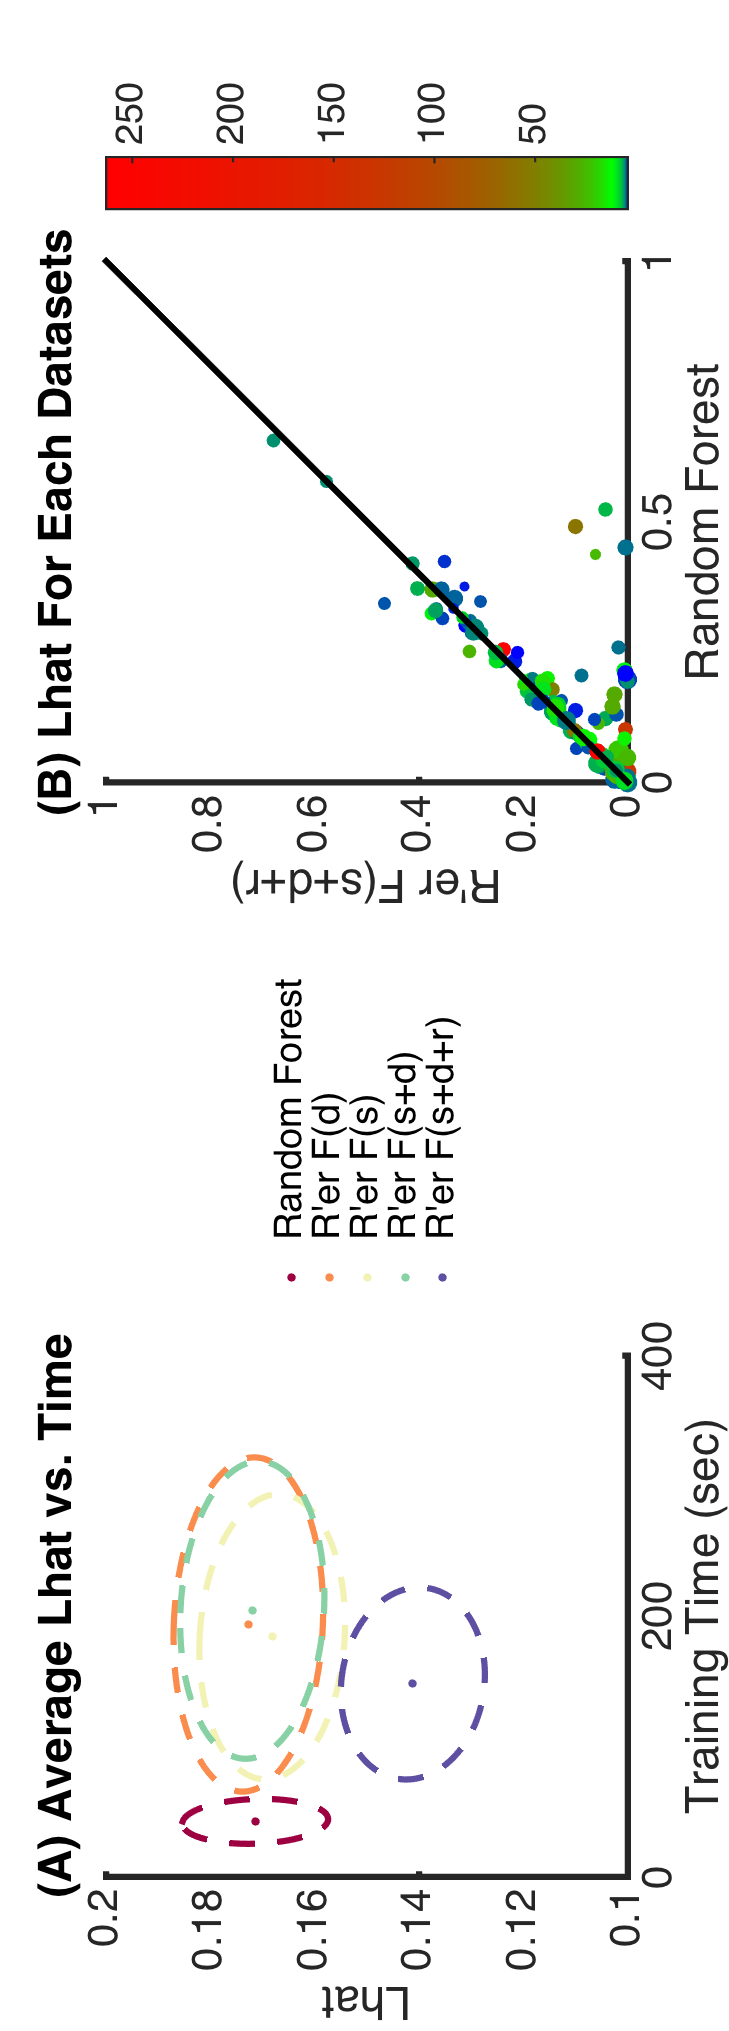 (A) Average Lhat vs. Time
Lhat
0.2
0.18
0.16
0.14
0.12
0.1
0
200
400
Training Time (sec)
Random Forest
R'er F(d)
R'er F(s)
R'er F(s+d)
R'er F(s+d+r)
(B) Lhat For Each Datasets
R'er F(s+d+r)
1
0.8
0.6
0.4
0.2
0
0
0.5
1
Random Forest
250
200
150
100
50